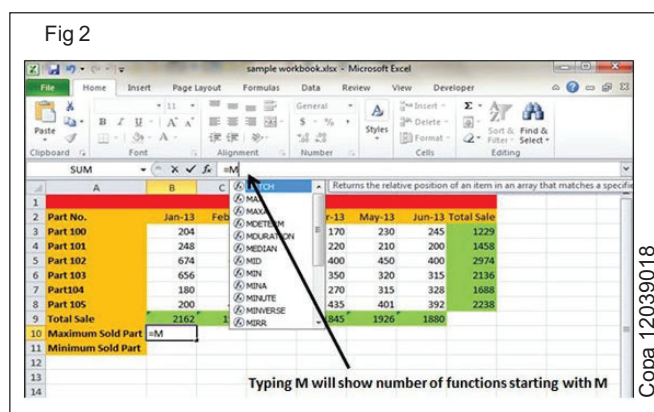 Fig 2
sample workbook.xlsx - Microsoft Excel
File Home Insert Page Layout Formulas Data Review View Developer
11 General Insert
Paste B I U A A $ - % , Styles Delete Sort & Find &
A Format Filter Select
Clipboard Font Alignment Number Cells Editing
SUM fx =M
A B C Returns the relative position of an item in an array that matches a specifie
1 MATCH
2 Part No. Jan-13 Feb MAX r-13 May-13 Jun-13 Total Sale
3 Part 100 204 MAXA 170 230 245 1229
4 Part 101 248 MDETERM 220 210 200 1458
MDURATION
5 Part 102 674 MEDIAN 400 450 400 2974
6 Part 103 656 MID 350 320 315 2136
MIN
7 Part104 180 MINA 270 315 328 1688
8 Part 105 200 MINUTE 435 401 392 2238
9 Total Sale 2162 1 MINVERSE 1845 1926 1880
10 Maximum Sold Part =M MIRR
11 Minimum Sold Part
12
13
14
Typing M will show number of functions starting with M
Copa 12039018